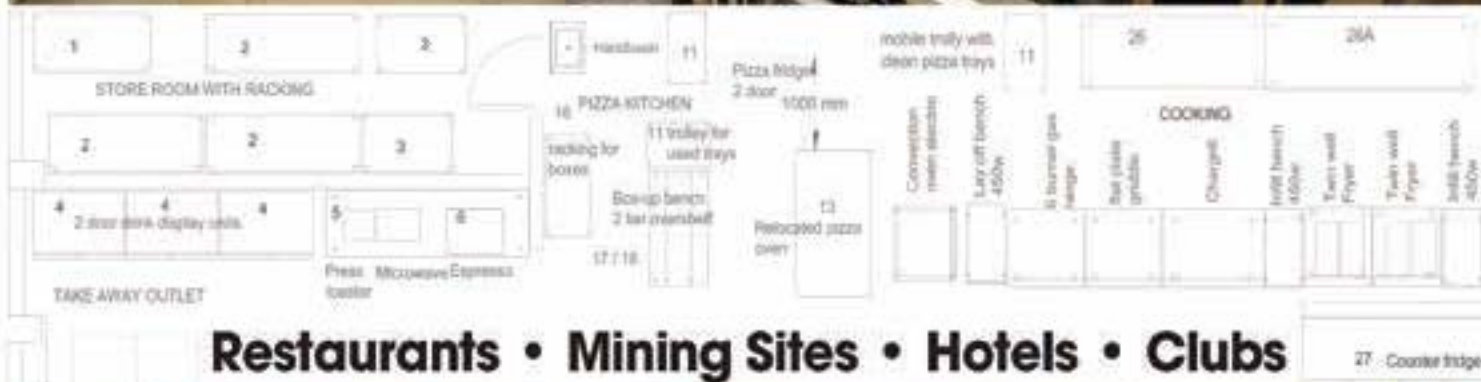 1
2
3
STORE ROOM WITH RACKING
2
2
3
4
4
4
2 door drink display units
5
6
Press
toaster
Microwave
Espresso
TAKE AWAY OUTLET
Handbasin
11
PIZZA KITCHEN
16
racking for
boxes
11 trolley for
used trays
Box-up bench
2 tier overshelf
17 / 18
Pizza fridge
2 door
1000 mm
13
Relocated pizza
oven
mobile trolly with
clean pizza trays
11
26
26A
COOKING
Convection
oven electric
Lay off bench
450w
6 burner gas
range
Flat plate
griddle
Chargrill
Infill bench
450w
Twin well
Fryer
Twin well
Fryer
Infill bench
450w
Restaurants • Mining Sites • Hotels • Clubs
27 Counter fridge